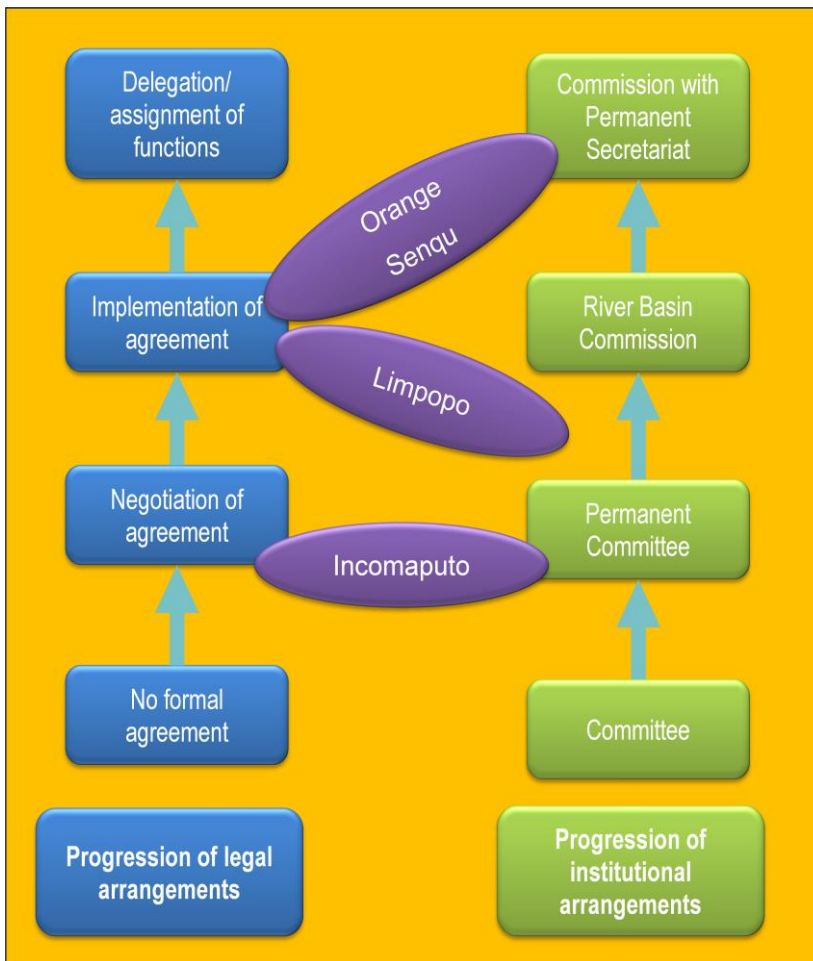 Delegation/
assignment of
functions
Commission with
Permanent
Secretariat
Orange
Senqu
Implementation of
agreement
River Basin
Commission
Limpopo
Negotiation of
agreement
Permanent
Committee
Incomaputo
No formal
agreement
Committee
Progression of legal
arrangements
Progression of
institutional
arrangements